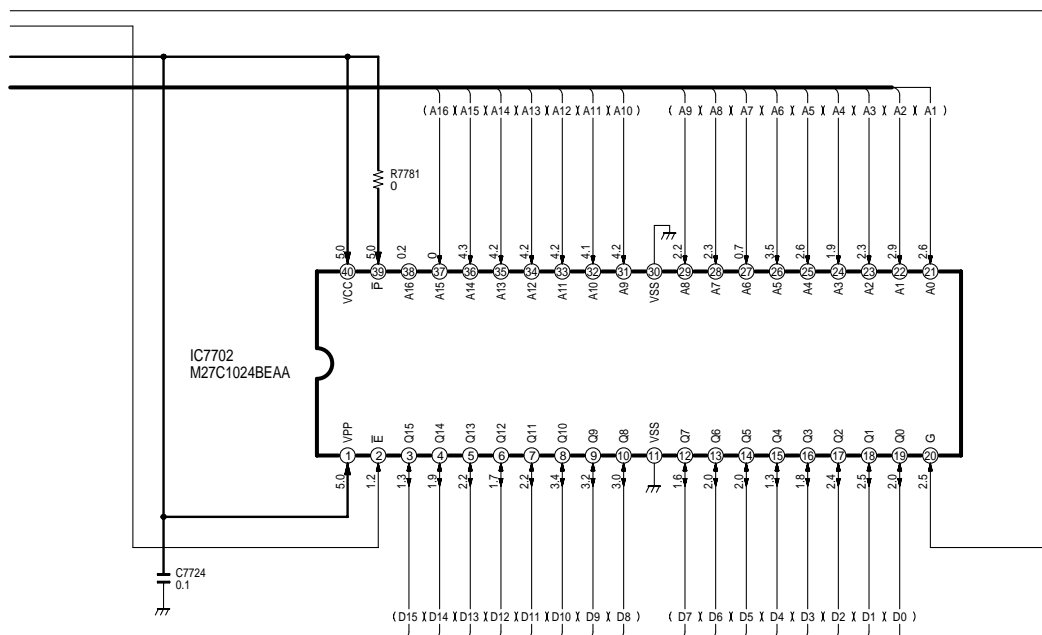 ( A16 )( A15 )( A14 )( A13 )( A12 )( A11 )( A10 ) ( A9 )( A8 )( A7 )( A6 )( A5 )( A4 )( A3 )( A2 )( A1 )
R7781
0
5.0 5.0 0.2 0 4.3 4.2 4.2 4.2 4.1 4.2 2.2 2.3 0.7 3.5 2.6 1.9 2.3 2.9 2.6
40 39 38 37 36 35 34 33 32 31 30 29 28 27 26 25 24 23 22 21
VCC P A16 A15 A14 A13 A12 A11 A10 A9 VSS A8 A7 A6 A5 A4 A3 A2 A1 A0
IC7702
M27C1024BEAA
VPP E Q15 Q14 Q13 Q12 Q11 Q10 Q9 Q8 VSS Q7 Q6 Q5 Q4 Q3 Q2 Q1 Q0 G
1 2 3 4 5 6 7 8 9 10 11 12 13 14 15 16 17 18 19 20
5.0 1.2 1.3 1.9 2.2 1.7 2.2 3.4 3.2 3.0 1.6 2.0 2.0 1.3 1.8 2.4 2.5 2.0 2.5
C7724
0.1
( D15 )( D14 )( D13 )( D12 )( D11 )( D10 )( D9 )( D8 ) ( D7 )( D6 )( D5 )( D4 )( D3 )( D2 )( D1 )( D0 )